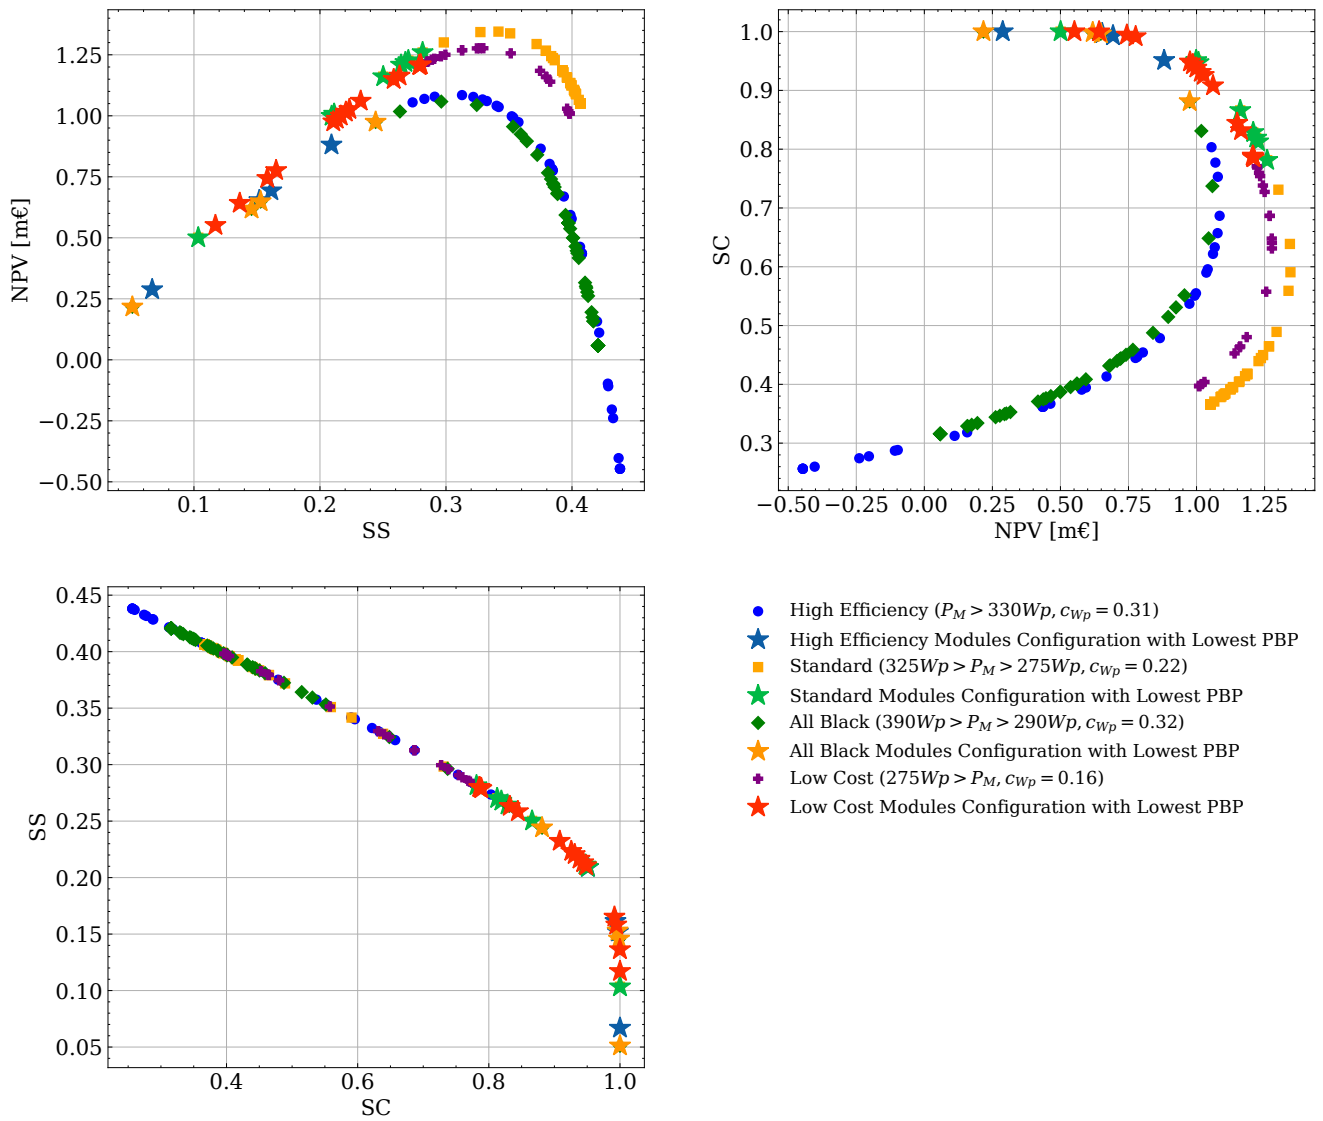 1.25
1.00
0.75
0.50
0.25
0.00
−0.25
−0.50
NPV [m€]
0.1 0.2 0.3 0.4
SS
1.0
0.9
0.8
0.7
0.6
0.5
0.4
0.3
SC
−0.50 −0.25 0.00 0.25 0.50 0.75 1.00 1.25
NPV [m€]
0.45
0.40
0.35
0.30
0.25
0.20
0.15
0.10
0.05
SS
0.4 0.6 0.8 1.0
SC
High Efficiency (P_M > 330Wp, c_Wp = 0.31)
High Efficiency Modules Configuration with Lowest PBP
Standard (325Wp > P_M > 275Wp, c_Wp = 0.22)
Standard Modules Configuration with Lowest PBP
All Black (390Wp > P_M > 290Wp, c_Wp = 0.32)
All Black Modules Configuration with Lowest PBP
Low Cost (275Wp > P_M, c_Wp = 0.16)
Low Cost Modules Configuration with Lowest PBP